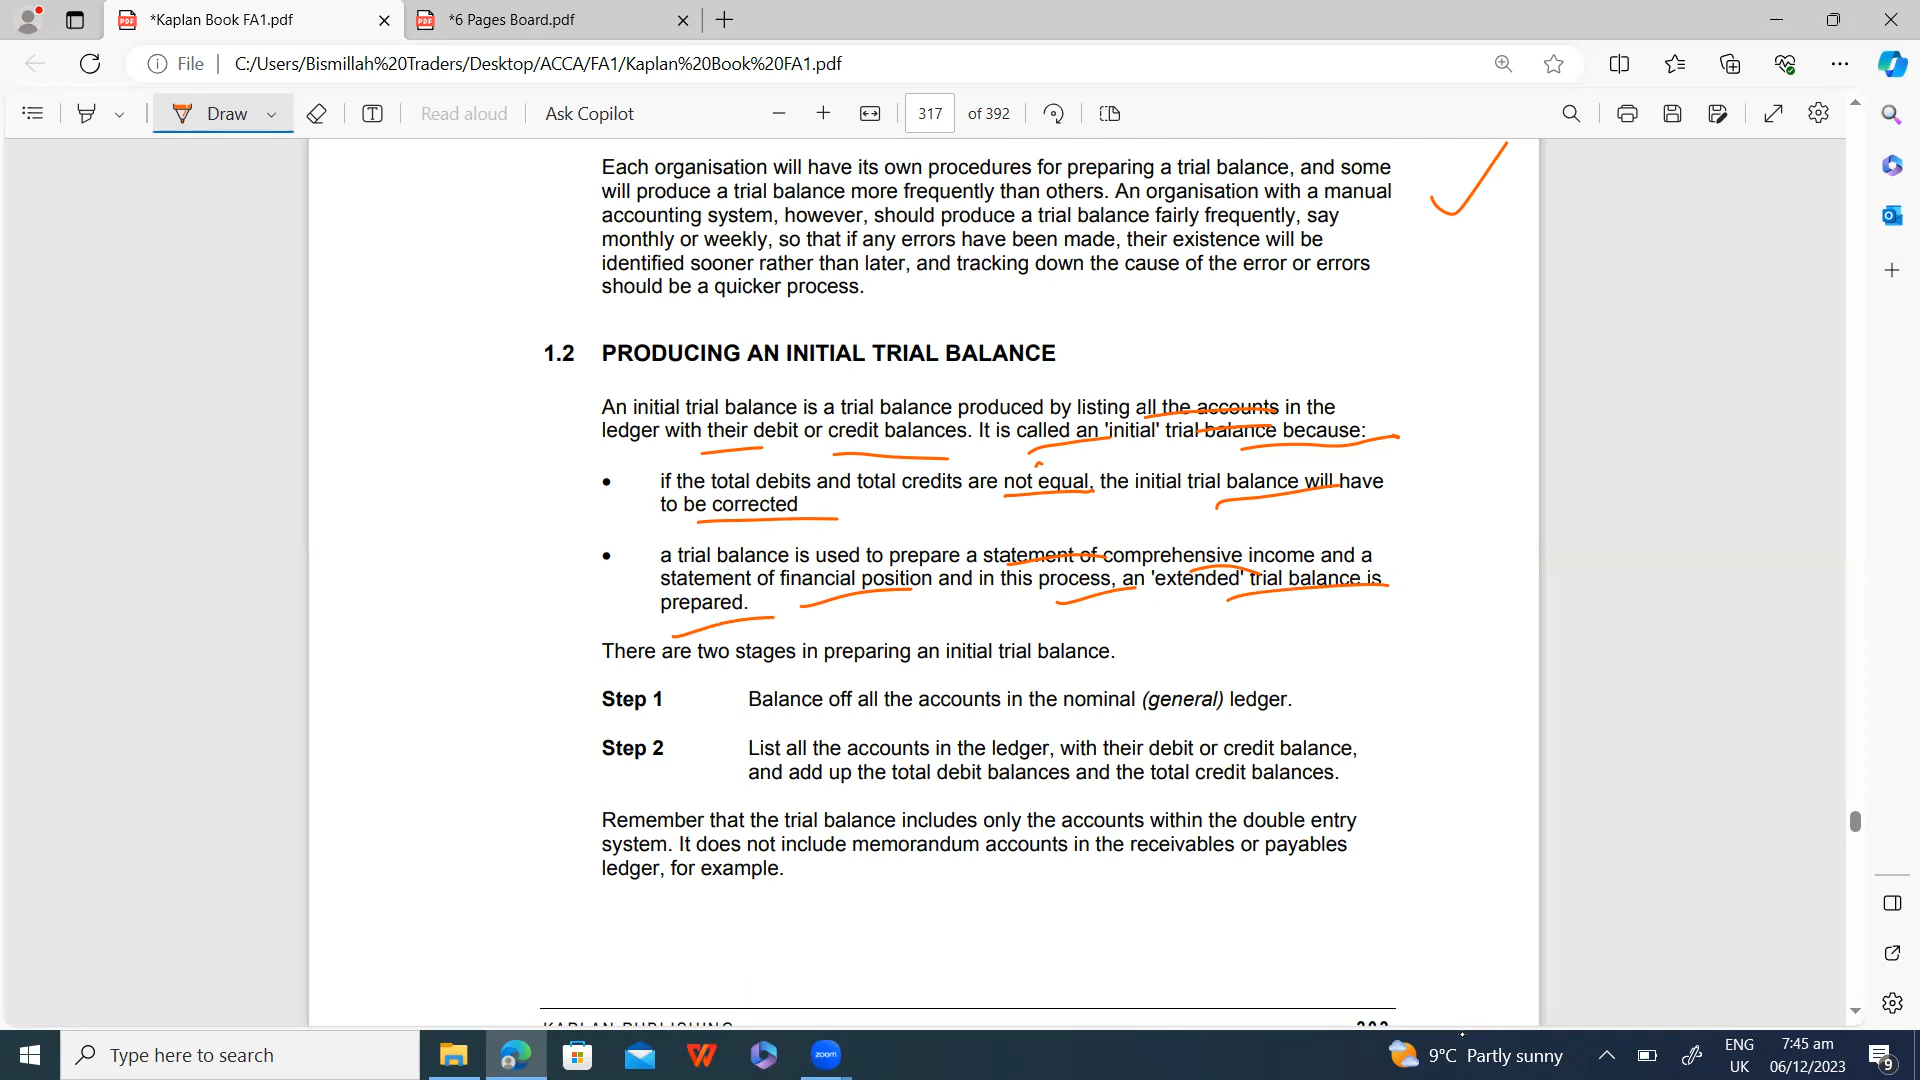 *Kaplan Book FA1.pdf
*6 Pages Board.pdf
File
C:/Users/Bismillah%20Traders/Desktop/ACCA/FA1/Kaplan%20Book%20FA1.pdf
Draw
Read aloud
Ask Copilot
317
of 392
Each organisation will have its own procedures for preparing a trial balance, and some
will produce a trial balance more frequently than others. An organisation with a manual
accounting system, however, should produce a trial balance fairly frequently, say
monthly or weekly, so that if any errors have been made, their existence will be
identified sooner rather than later, and tracking down the cause of the error or errors
should be a quicker process.
1.2 PRODUCING AN INITIAL TRIAL BALANCE
An initial trial balance is a trial balance produced by listing all the accounts in the
ledger with their debit or credit balances. It is called an 'initial' trial balance because:
• if the total debits and total credits are not equal, the initial trial balance will have
to be corrected
• a trial balance is used to prepare a statement of comprehensive income and a
statement of financial position and in this process, an 'extended' trial balance is
prepared.
There are two stages in preparing an initial trial balance.
Step 1 Balance off all the accounts in the nominal (general) ledger.
Step 2 List all the accounts in the ledger, with their debit or credit balance,
and add up the total debit balances and the total credit balances.
Remember that the trial balance includes only the accounts within the double entry
system. It does not include memorandum accounts in the receivables or payables
ledger, for example.
KAPLAN PUBLISHING
Type here to search
zoom
9°C Partly sunny
ENG
UK
7:45 am
06/12/2023
9